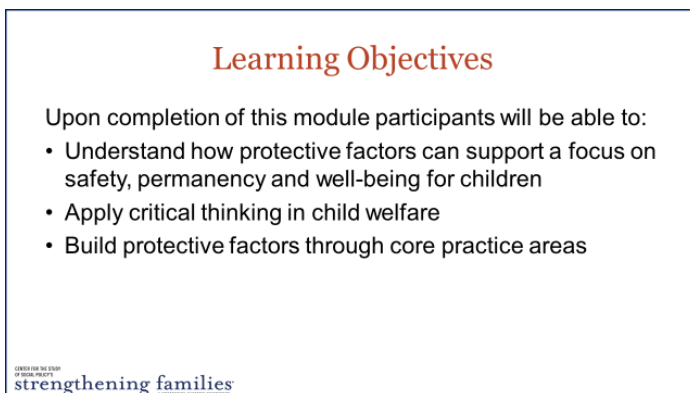 Learning Objectives
Upon completion of this module participants will be able to:
• Understand how protective factors can support a focus on
safety, permanency and well-being for children
• Apply critical thinking in child welfare
• Build protective factors through core practice areas
CENTER FOR THE STUDY
OF SOCIAL POLICY'S
strengthening families